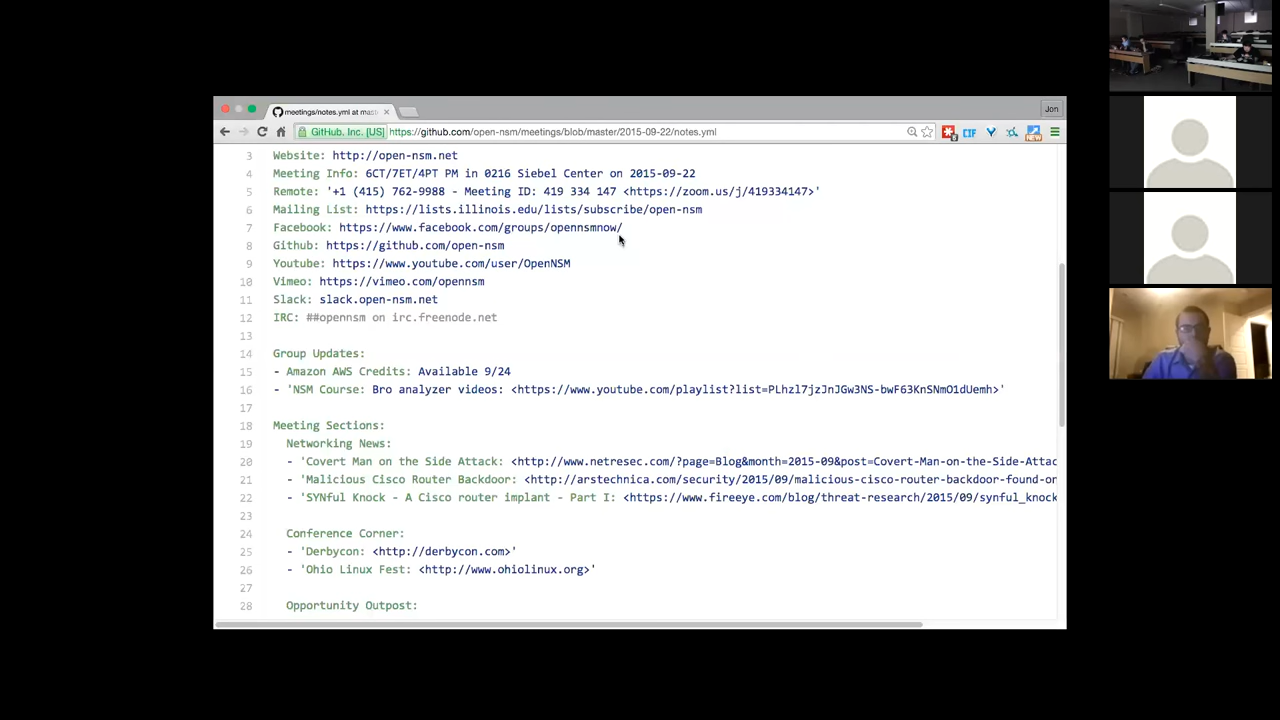 meetings/notes.yml at mast
Jon
GitHub, Inc. [US] https://github.com/open-nsm/meetings/blob/master/2015-09-22/notes.yml
3 Website: http://open-nsm.net
4 Meeting Info: 6CT/7ET/4PT PM in 0216 Siebel Center on 2015-09-22
5 Remote: '+1 (415) 762-9988 - Meeting ID: 419 334 147 <https://zoom.us/j/419334147>'
6 Mailing List: https://lists.illinois.edu/lists/subscribe/open-nsm
7 Facebook: https://www.facebook.com/groups/opennsmnow/
8 Github: https://github.com/open-nsm
9 Youtube: https://www.youtube.com/user/OpenNSM
10 Vimeo: https://vimeo.com/opennsm
11 Slack: slack.open-nsm.net
12 IRC: ##opennsm on irc.freenode.net
13
14 Group Updates:
15 - Amazon AWS Credits: Available 9/24
16 - 'NSM Course: Bro analyzer videos: <https://www.youtube.com/playlist?list=PLhzl7jzJnJGw3NS-bwF63KnSNmO1dUemh>'
17
18 Meeting Sections:
19 Networking News:
20 - 'Covert Man on the Side Attack: <http://www.netresec.com/?page=Blog&month=2015-09&post=Covert-Man-on-the-Side-Attac
21 - 'Malicious Cisco Router Backdoor: <http://arstechnica.com/security/2015/09/malicious-cisco-router-backdoor-found-on
22 - 'SYNful Knock - A Cisco router implant - Part I: <https://www.fireeye.com/blog/threat-research/2015/09/synful_knock
23
24 Conference Corner:
25 - 'Derbycon: <http://derbycon.com>'
26 - 'Ohio Linux Fest: <http://www.ohiolinux.org>'
27
28 Opportunity Outpost: